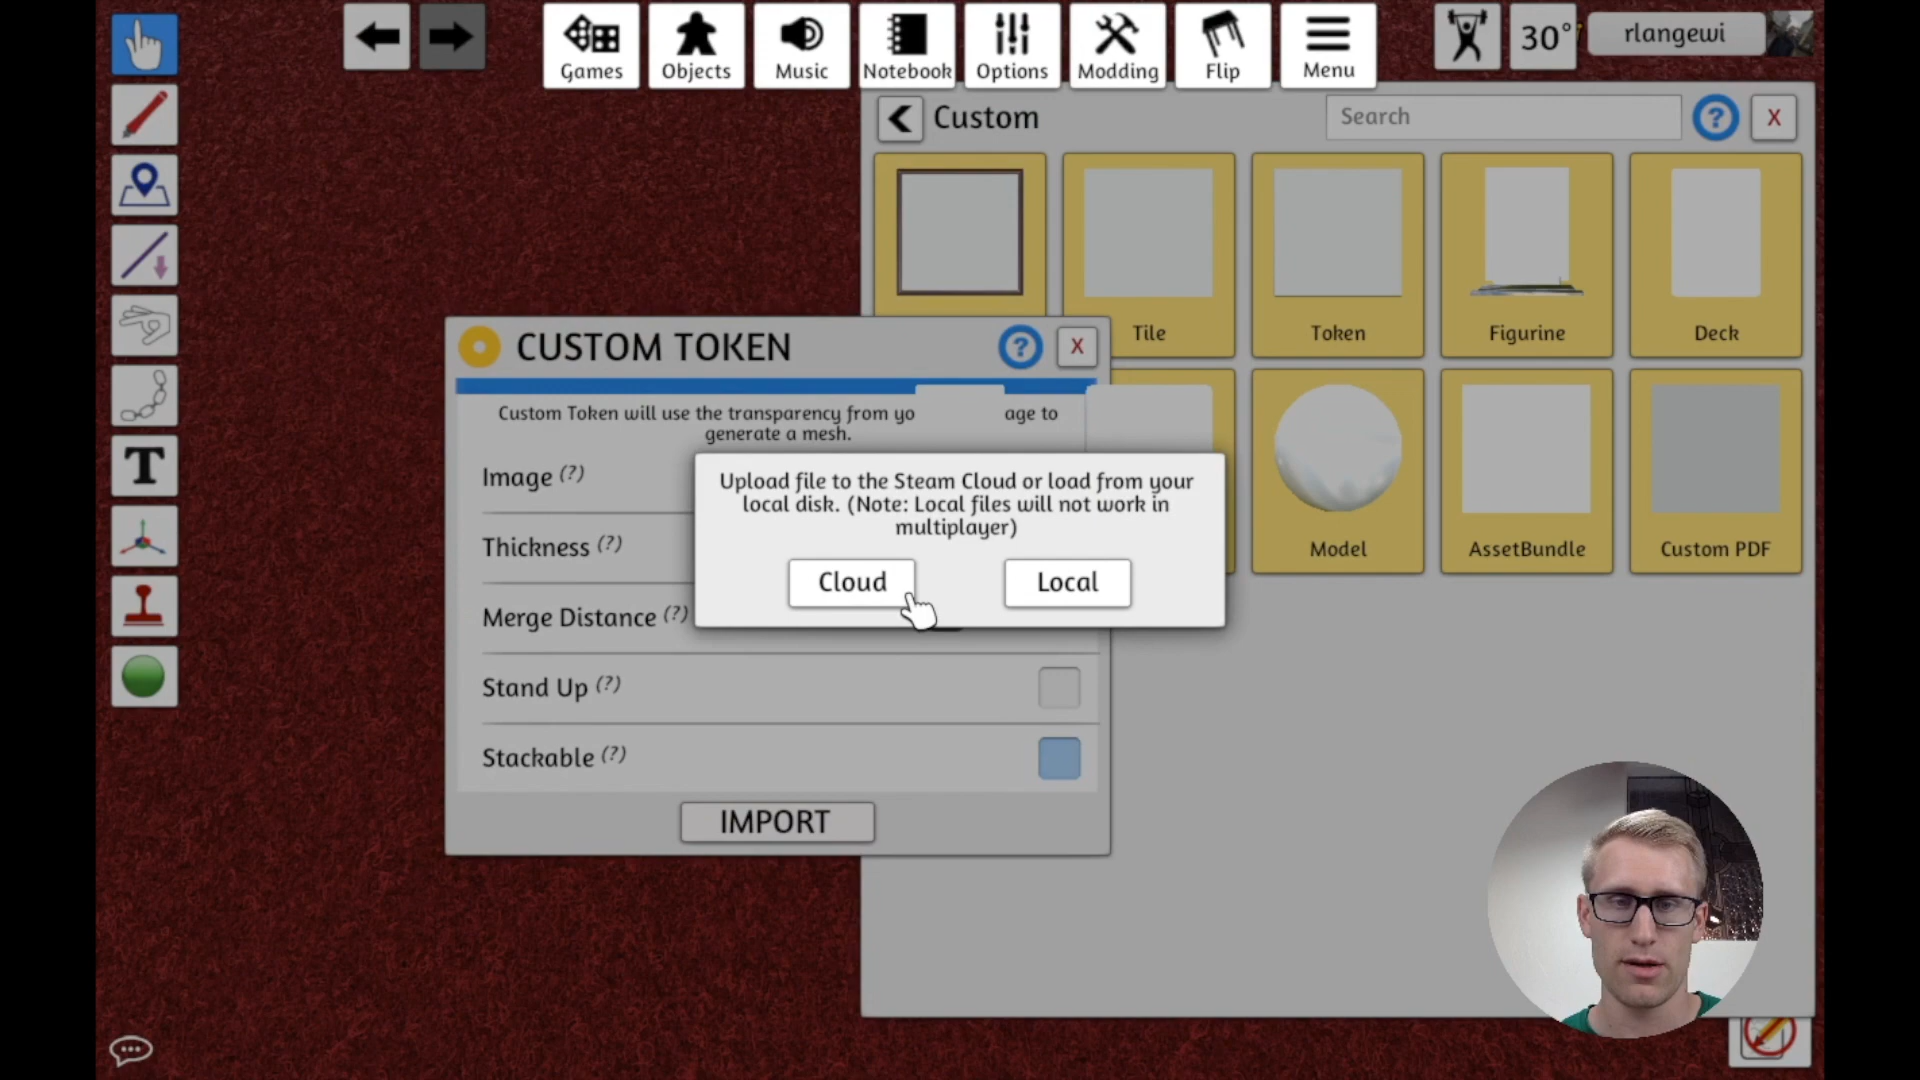 Games
Objects
Music
Notebook
Options
Modding
Flip
Menu
30°
rlangewi
Custom
Search
?
X
Tile
Token
Figurine
Deck
Model
AssetBundle
Custom PDF
CUSTOM TOKEN
?
X
Custom Token will use the transparency from yo age to
generate a mesh.
Image (?)
Thickness (?)
Merge Distance (?)
Stand Up (?)
Stackable (?)
IMPORT
Upload file to the Steam Cloud or load from your
local disk. (Note: Local files will not work in
multiplayer)
Cloud
Local
T